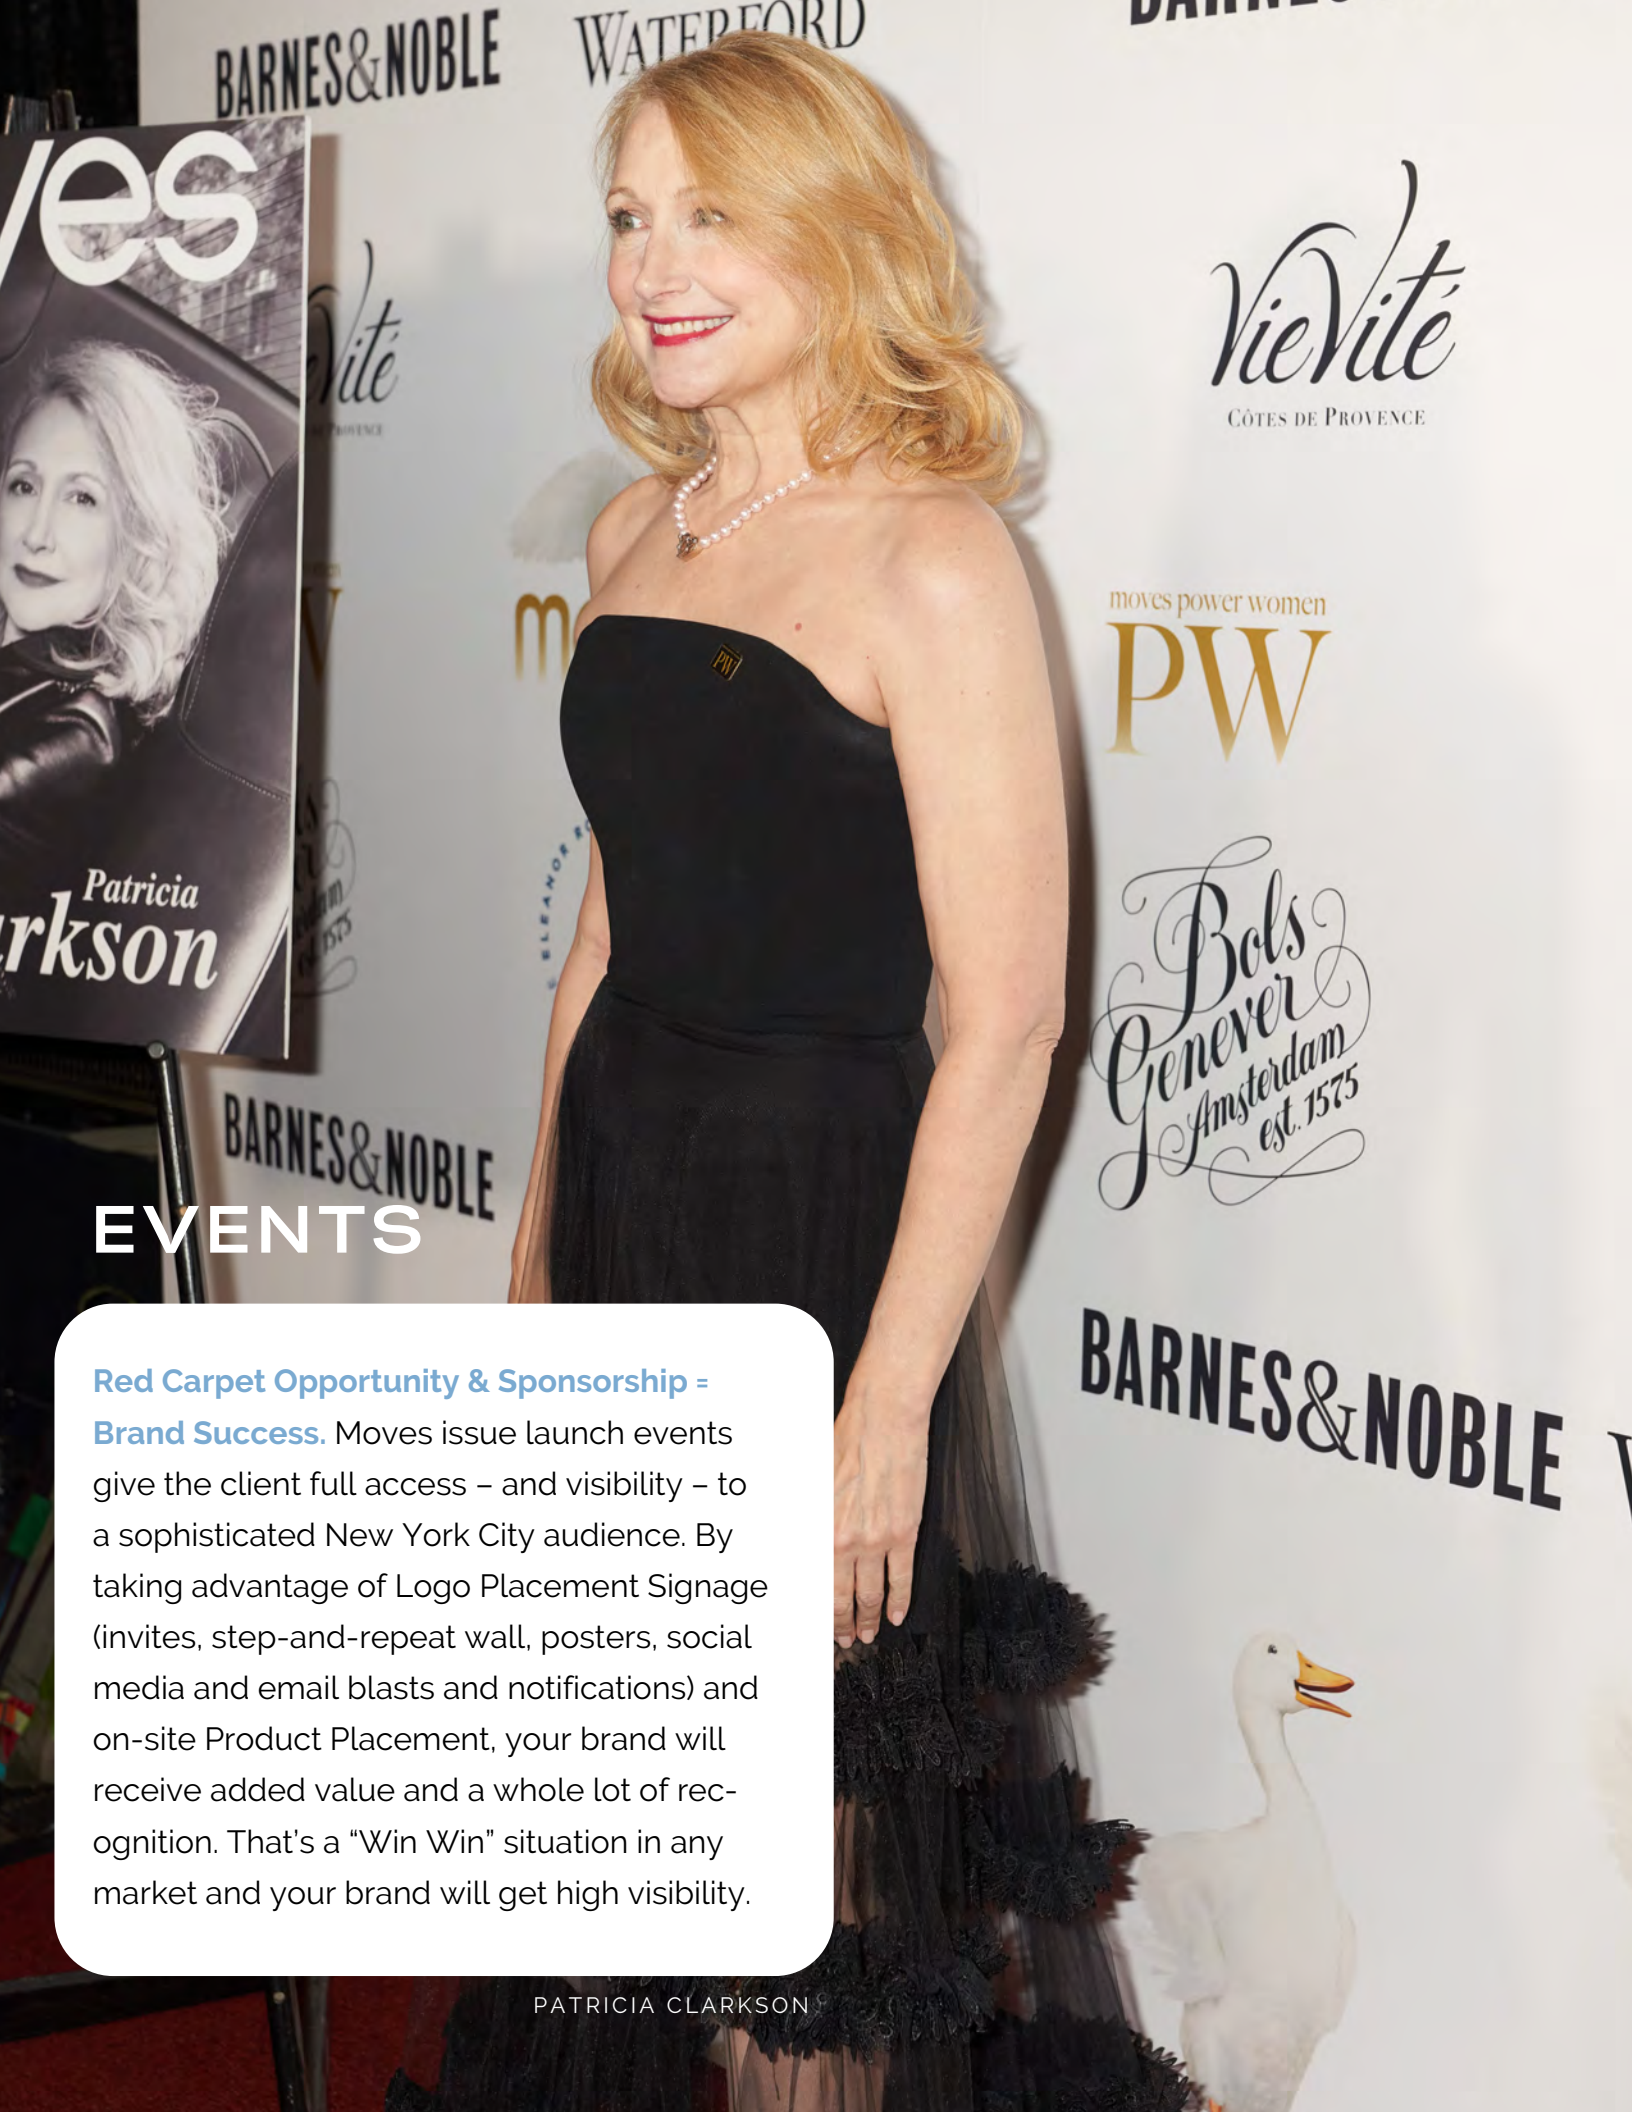 BARNES&NOBLE
WATERFORD
VieVité
CÔTES DE PROVENCE
moves power women
PW
PW
ELEANOR
Bols
Genever
Amsterdam
est. 1575
Patricia
BARNES&NOBLE
BARNES&NOBLE
EVENTS
Red Carpet Opportunity & Sponsorship =
Brand Success. Moves issue launch events
give the client full access – and visibility – to
a sophisticated New York City audience. By
taking advantage of Logo Placement Signage
(invites, step-and-repeat wall, posters, social
media and email blasts and notifications) and
on-site Product Placement, your brand will
receive added value and a whole lot of rec-
ognition. That's a “Win Win” situation in any
market and your brand will get high visibility.
PATRICIA CLARKSON